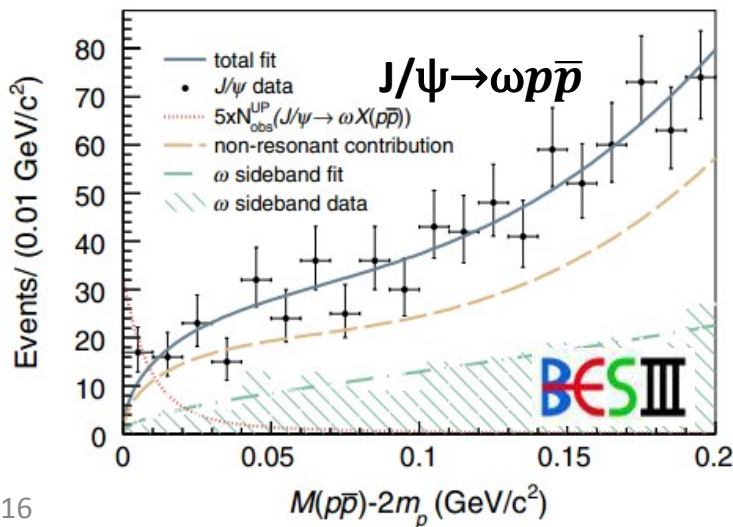 J/ψ→ωpp̅
total fit
J/ψ data
5xN^UP_obs(J/ψ→ ωX(pp̅))
non-resonant contribution
ω sideband fit
ω sideband data
Events/ (0.01 GeV/c²)
80
70
60
50
40
30
20
10
0
BESIII
0 0.05 0.1 0.15 0.2
M(pp̅)-2m_p (GeV/c²)
16